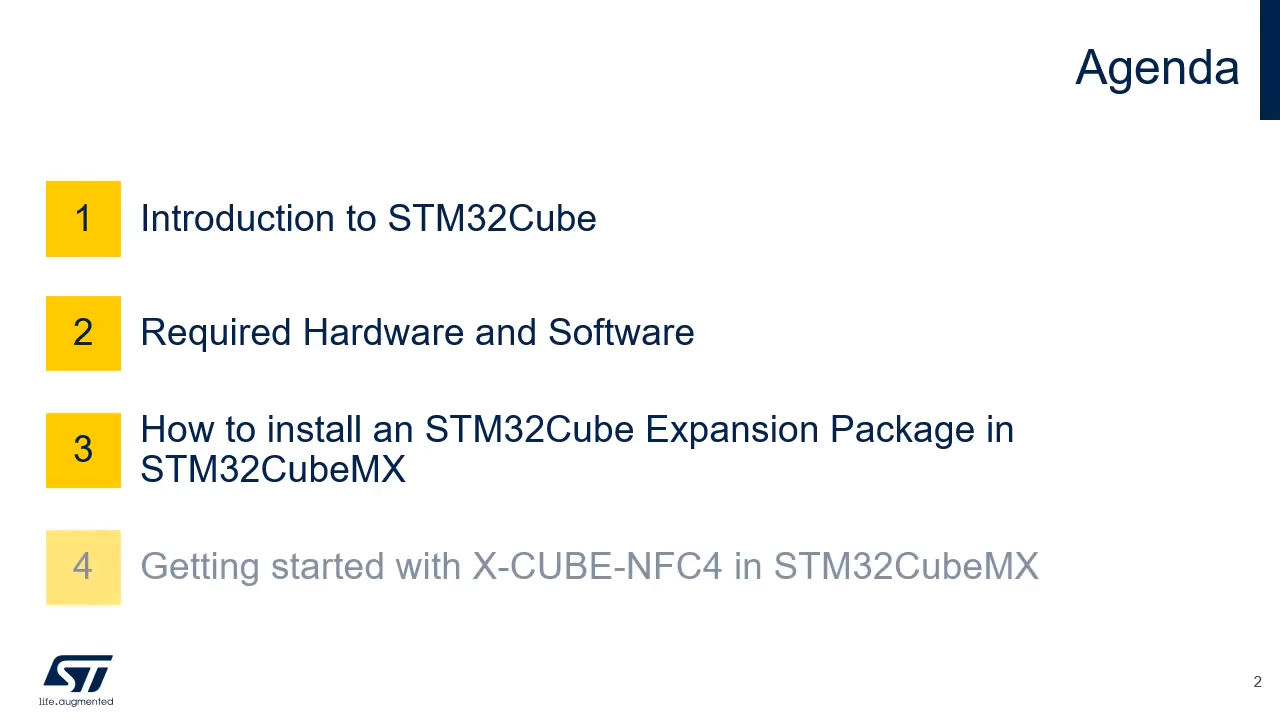 Agenda
1
Introduction to STM32Cube
2
Required Hardware and Software
3
How to install an STM32Cube Expansion Package in
STM32CubeMX
4
Getting started with X-CUBE-NFC4 in STM32CubeMX
ST
life.augmented
2